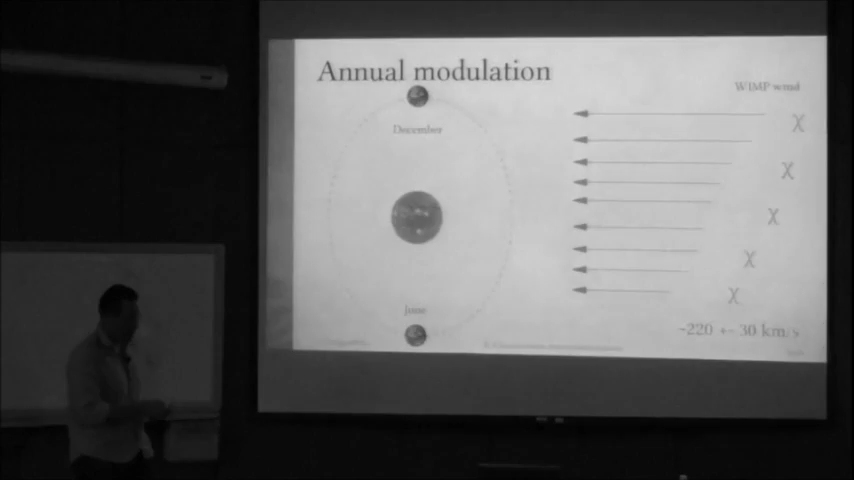 Annual modulation
WIMP wind
December
χ
χ
χ
χ
χ
June
~220 +- 30 km/s